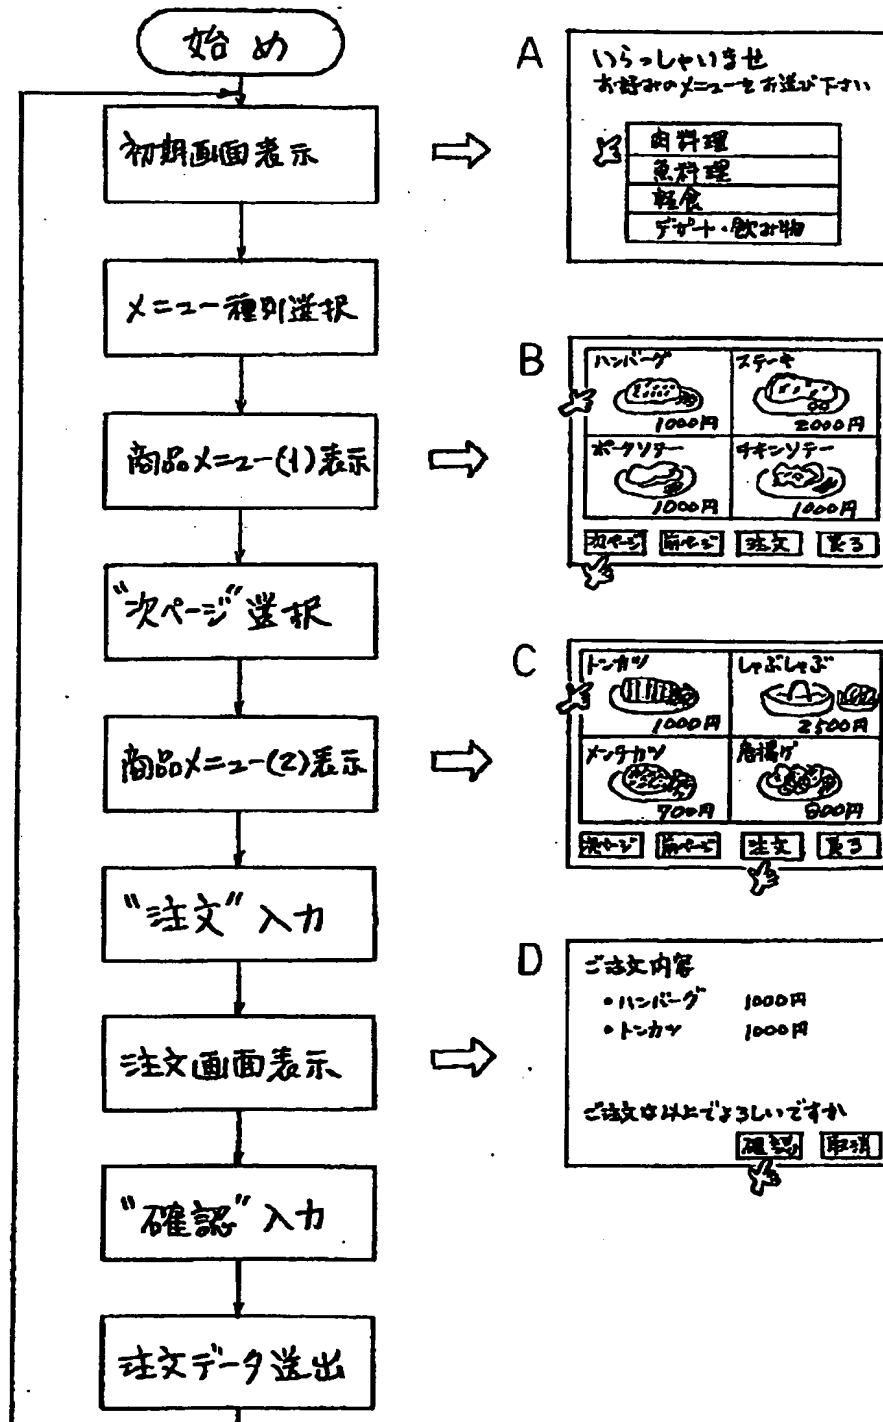 始め
初期画面表示
メニュー種別選択
商品メニュー(1)表示
"次ページ"選択
商品メニュー(2)表示
"注文"入力
注文画面表示
"確認"入力
注文データ送出
A
いらっしゃいませ
お好みのメニューをお選び下さい
肉料理
魚料理
軽食
デザート・飲み物
B
ハンバーグ
1000円
ステーキ
2000円
ポークソテー
1000円
チキンソテー
1000円
次ページ 前ページ 注文 戻る
C
トンカツ
1000円
しゃぶしゃぶ
2500円
メンチカツ
700円
唐揚げ
800円
次ページ 前ページ 注文 戻る
D
ご注文内容
・ハンバーグ 1000円
・トンカツ 1000円
ご注文は以上でよろしいですか
確認 取消